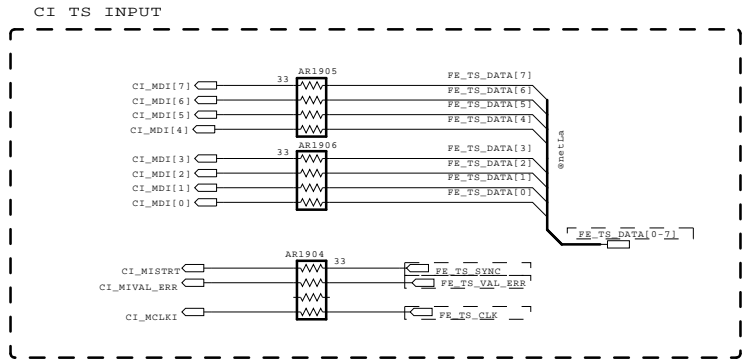 CI TS INPUT
AR1905
33
CI_MDI[7] FE_TS_DATA[7]
CI_MDI[6] FE_TS_DATA[6]
CI_MDI[5] FE_TS_DATA[5]
CI_MDI[4] FE_TS_DATA[4]
AR1906
33
CI_MDI[3] FE_TS_DATA[3]
CI_MDI[2] FE_TS_DATA[2]
CI_MDI[1] FE_TS_DATA[1]
CI_MDI[0] FE_TS_DATA[0]
@netLa
FE_TS_DATA[0-7]
AR1904
33
CI_MISTRT FE_TS_SYNC
CI_MIVAL_ERR FE_TS_VAL_ERR
CI_MCLKI FE_TS_CLK